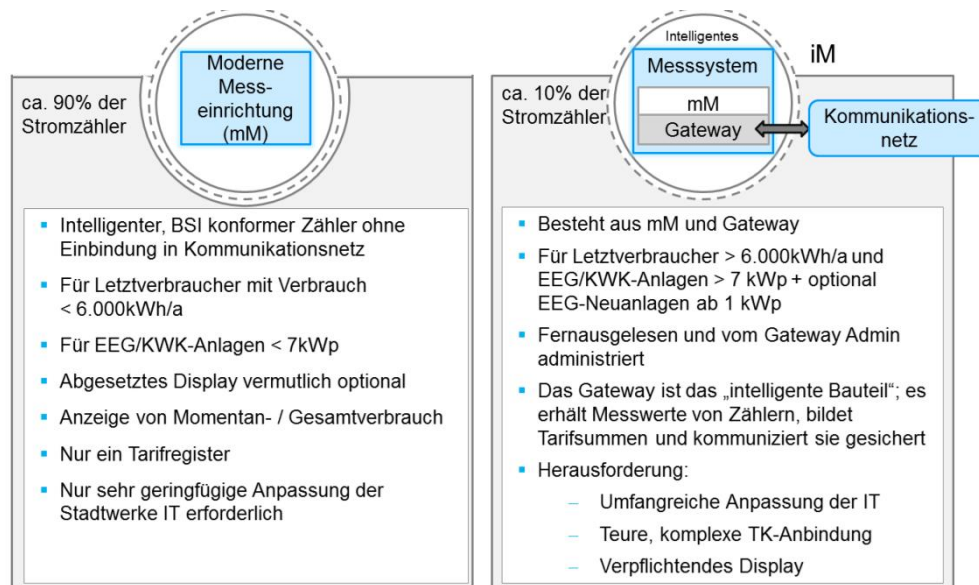 Moderne
Mess-
einrichtung
(mM)
ca. 90% der
Stromzähler
▪ Intelligenter, BSI konformer Zähler ohne
Einbindung in Kommunikationsnetz
▪ Für Letztverbraucher mit Verbrauch
< 6.000kWh/a
▪ Für EEG/KWK-Anlagen < 7kWp
▪ Abgesetztes Display vermutlich optional
▪ Anzeige von Momentan- / Gesamtverbrauch
▪ Nur ein Tarifregister
▪ Nur sehr geringfügige Anpassung der
Stadtwerke IT erforderlich
Intelligentes
Messsystem
mM
Gateway
iM
Kommunikations-
netz
ca. 10% der
Stromzähler
▪ Besteht aus mM und Gateway
▪ Für Letztverbraucher > 6.000kWh/a und
EEG/KWK-Anlagen > 7 kWp + optional
EEG-Neuanlagen ab 1 kWp
▪ Fernausgelesen und vom Gateway Admin
administriert
▪ Das Gateway ist das „intelligente Bauteil“; es
erhält Messwerte von Zählern, bildet
Tarifsummen und kommuniziert sie gesichert
▪ Herausforderung:
– Umfangreiche Anpassung der IT
– Teure, komplexe TK-Anbindung
– Verpflichtendes Display